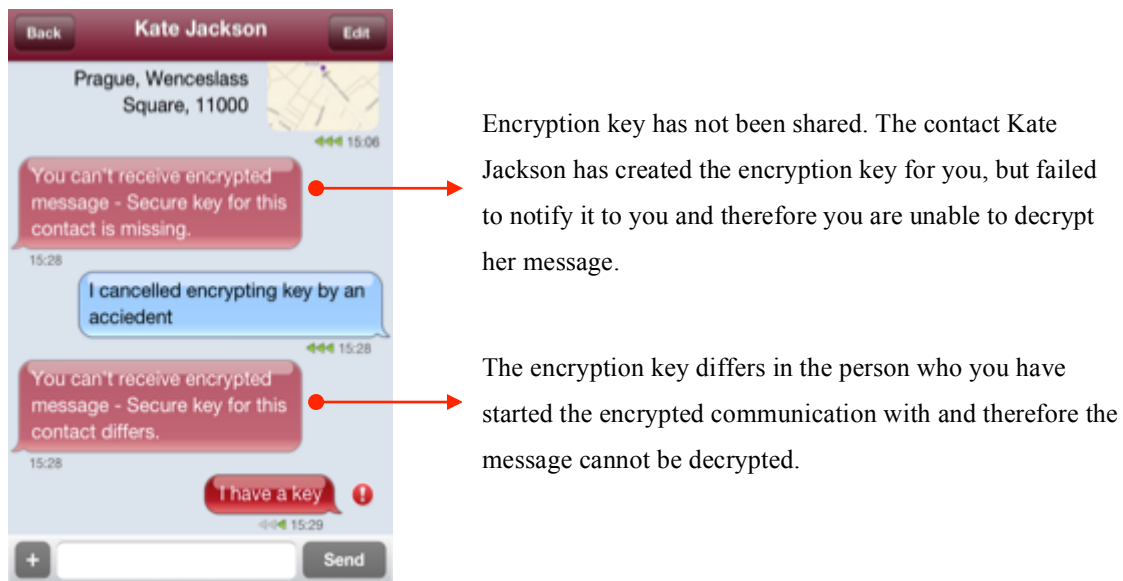 Back Kate Jackson Edit
Prague, Wenceslass
Square, 11000
15:06
You can't receive encrypted
message - Secure key for this
contact is missing.
15:28
I cancelled encrypting key by an
acciedent
15:28
You can't receive encrypted
message - Secure key for this
contact differs.
15:28
I have a key
15:29
+ Send
Encryption key has not been shared. The contact Kate
Jackson has created the encryption key for you, but failed
to notify it to you and therefore you are unable to decrypt
her message.
The encryption key differs in the person who you have
started the encrypted communication with and therefore the
message cannot be decrypted.